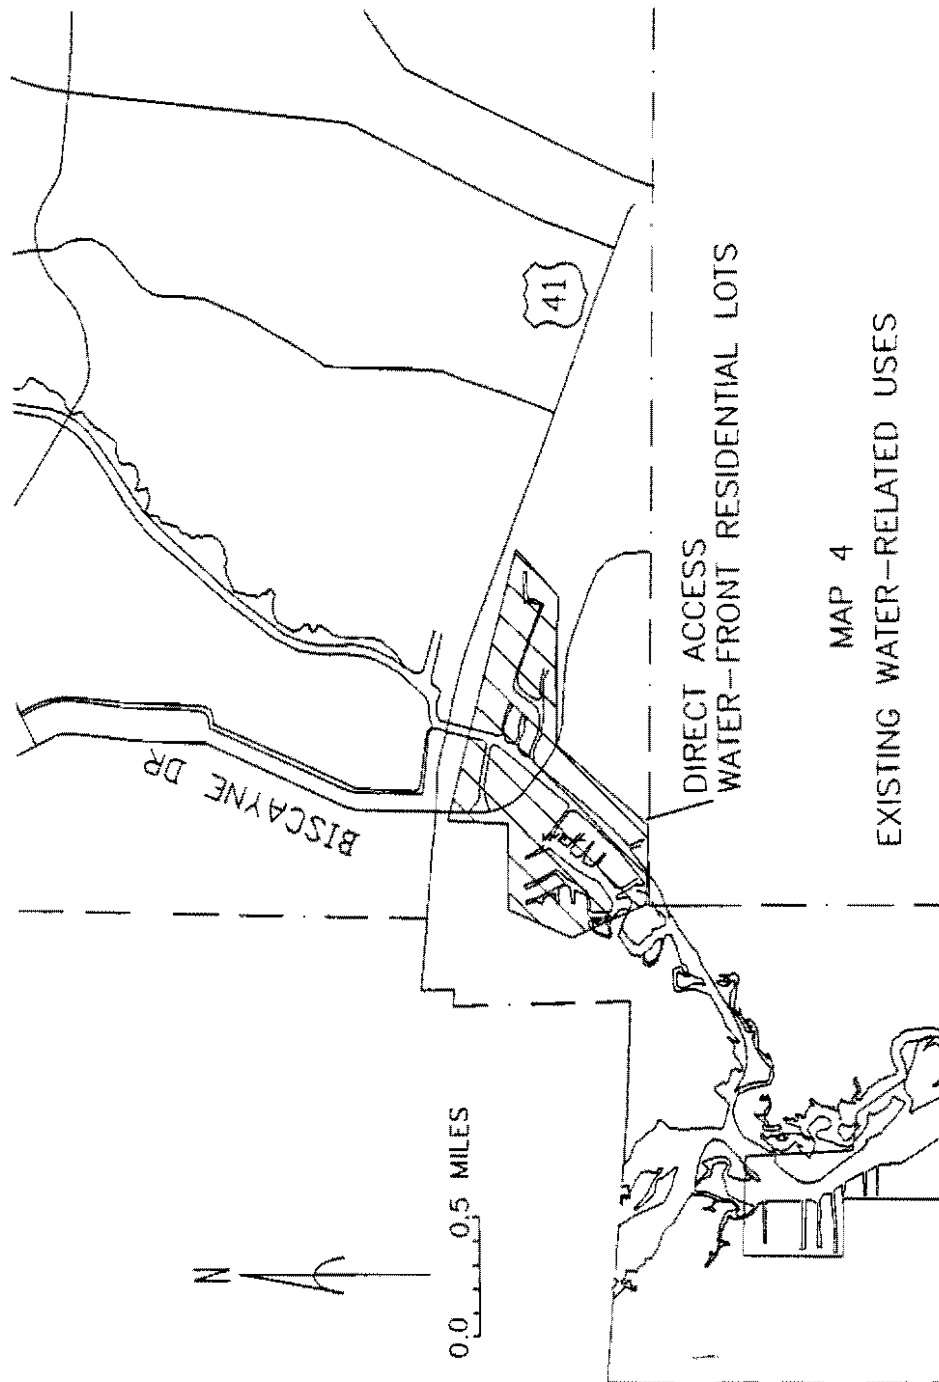 N
0.0 0.5 MILES
BISCAYNE DR
41
DIRECT ACCESS
WATER-FRONT RESIDENTIAL LOTS
MAP 4
EXISTING WATER-RELATED USES